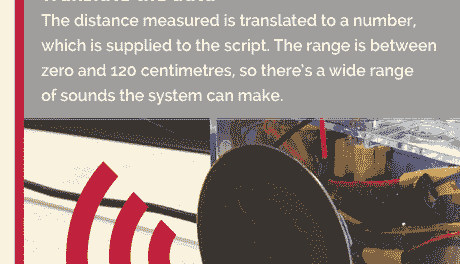 The distance measured is translated to a number,
which is supplied to the script. The range is between
zero and 120 centimetres, so there's a wide range
of sounds the system can make.